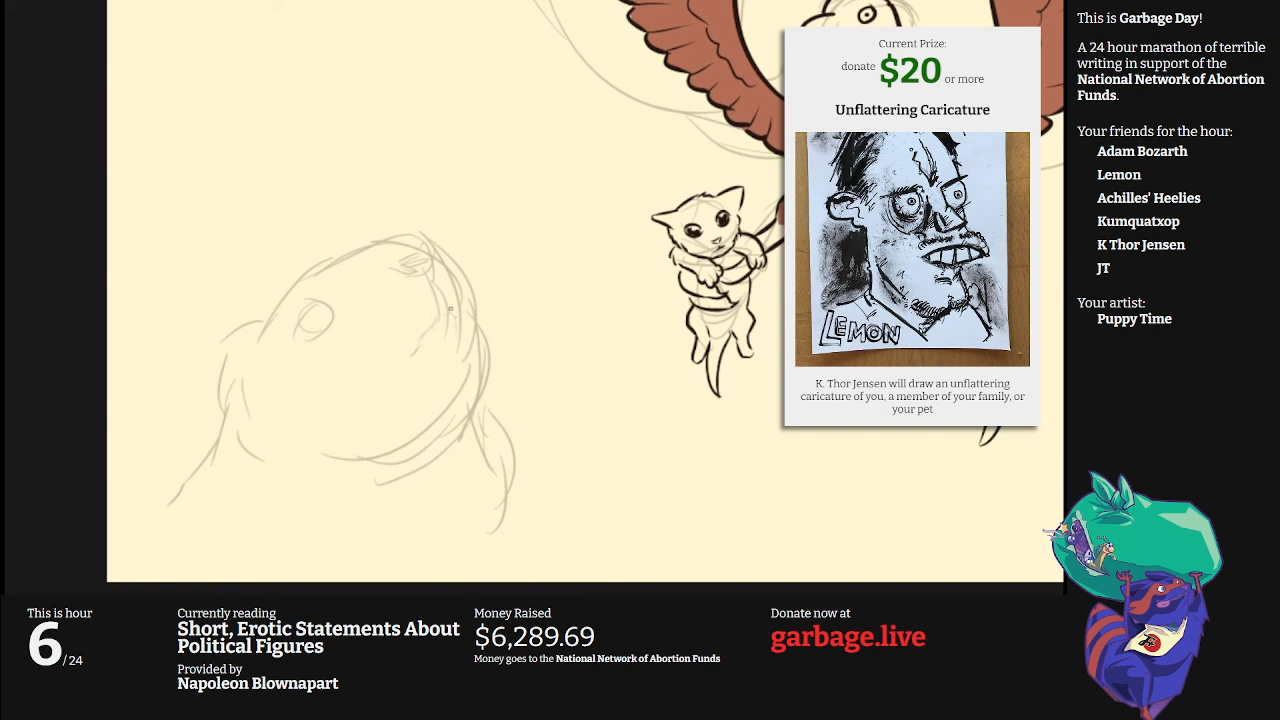 Current Prize:
donate $20 or more
Unflattering Caricature
LEMON
K. Thor Jensen will draw an unflattering
caricature of you, a member of your family, or
your pet
This is Garbage Day!
A 24 hour marathon of terrible
writing in support of the
National Network of Abortion
Funds.
Your friends for the hour:
Adam Bozarth
Lemon
Achilles' Heelies
Kumquatxop
K Thor Jensen
JT
Your artist:
Puppy Time
This is hour
6/24
Currently reading
Short, Erotic Statements About
Political Figures
Provided by
Napoleon Blownapart
Money Raised
$6,289.69
Money goes to the National Network of Abortion Funds
Donate now at
garbage.live